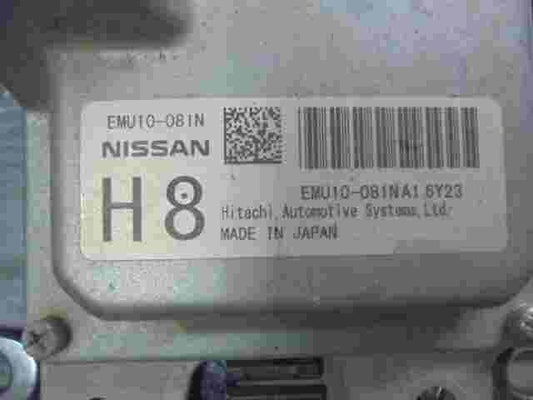 EMU10-081N
NISSAN
H8
EMU10-081NA1 6Y23
Hitachi Automotive Systems,Ltd.
MADE IN JAPAN